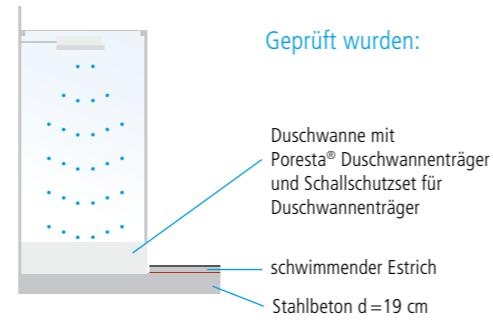 Geprüft wurden:
Duschwanne mit
Poresta® Duschwannenträger
und Schallschutzset für
Duschwannenträger
schwimmender Estrich
Stahlbeton d=19 cm